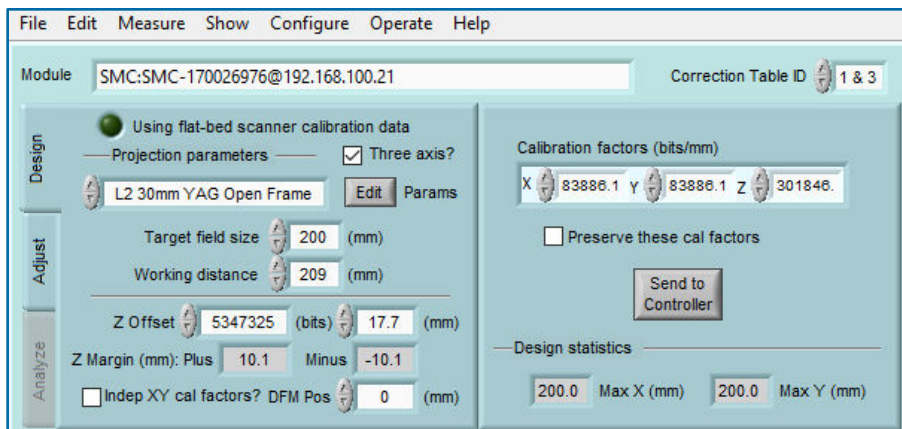 File Edit Measure Show Configure Operate Help
Module SMC:SMC-170026976@192.168.100.21 Correction Table ID 1 & 3
Design
Adjust
Analyze
Using flat-bed scanner calibration data
Projection parameters Three axis?
L2 30mm YAG Open Frame Edit Params
Target field size 200 (mm)
Working distance 209 (mm)
Z Offset 5347325 (bits) 17.7 (mm)
Z Margin (mm): Plus 10.1 Minus -10.1
Indep XY cal factors? DFM Pos 0 (mm)
Calibration factors (bits/mm)
X 83886.1 Y 83886.1 Z 301846.
Preserve these cal factors
Send to
Controller
Design statistics
200.0 Max X (mm) 200.0 Max Y (mm)